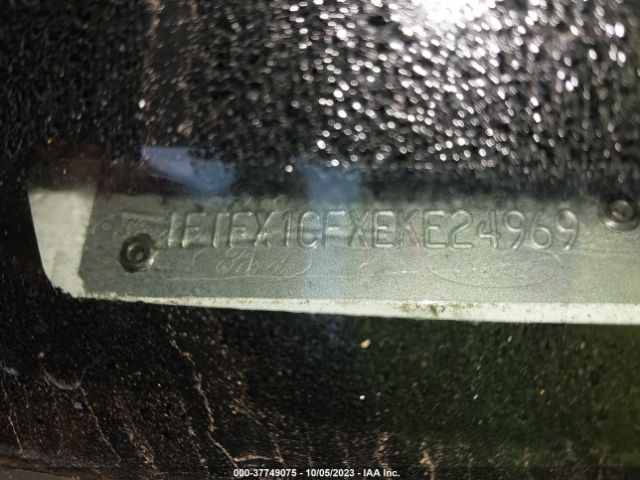 1FTFX1CFXEKE24969
000-37749075 - 10/05/2023 - IAA Inc.